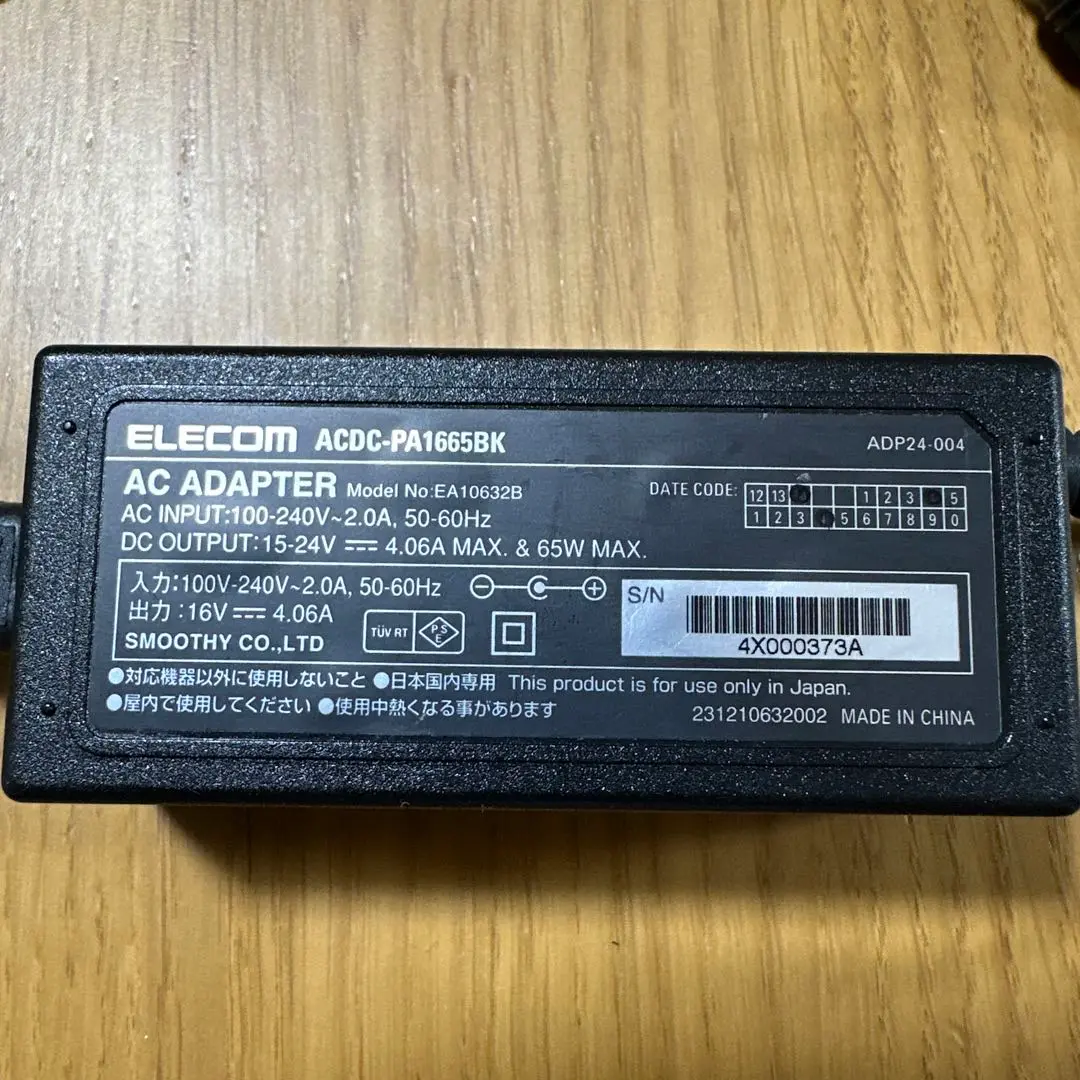 ELECOM ACDC-PA1665BK ADP24-004
AC ADAPTER Model No:EA10632B
DATE CODE: 12 13 1 2 3 5
1 2 3 5 6 7 8 9 0
AC INPUT:100-240V~2.0A, 50-60Hz
DC OUTPUT:15-24V ⎓ 4.06A MAX. & 65W MAX.
入力:100V-240V~2.0A, 50-60Hz
出力:16V ⎓ 4.06A
SMOOTHY CO.,LTD
TÜV RT PSE
S/N
4X000373A
●対応機器以外に使用しないこと ●日本国内専用 This product is for use only in Japan.
●屋内で使用してください ●使用中熱くなる事があります
231210632002 MADE IN CHINA